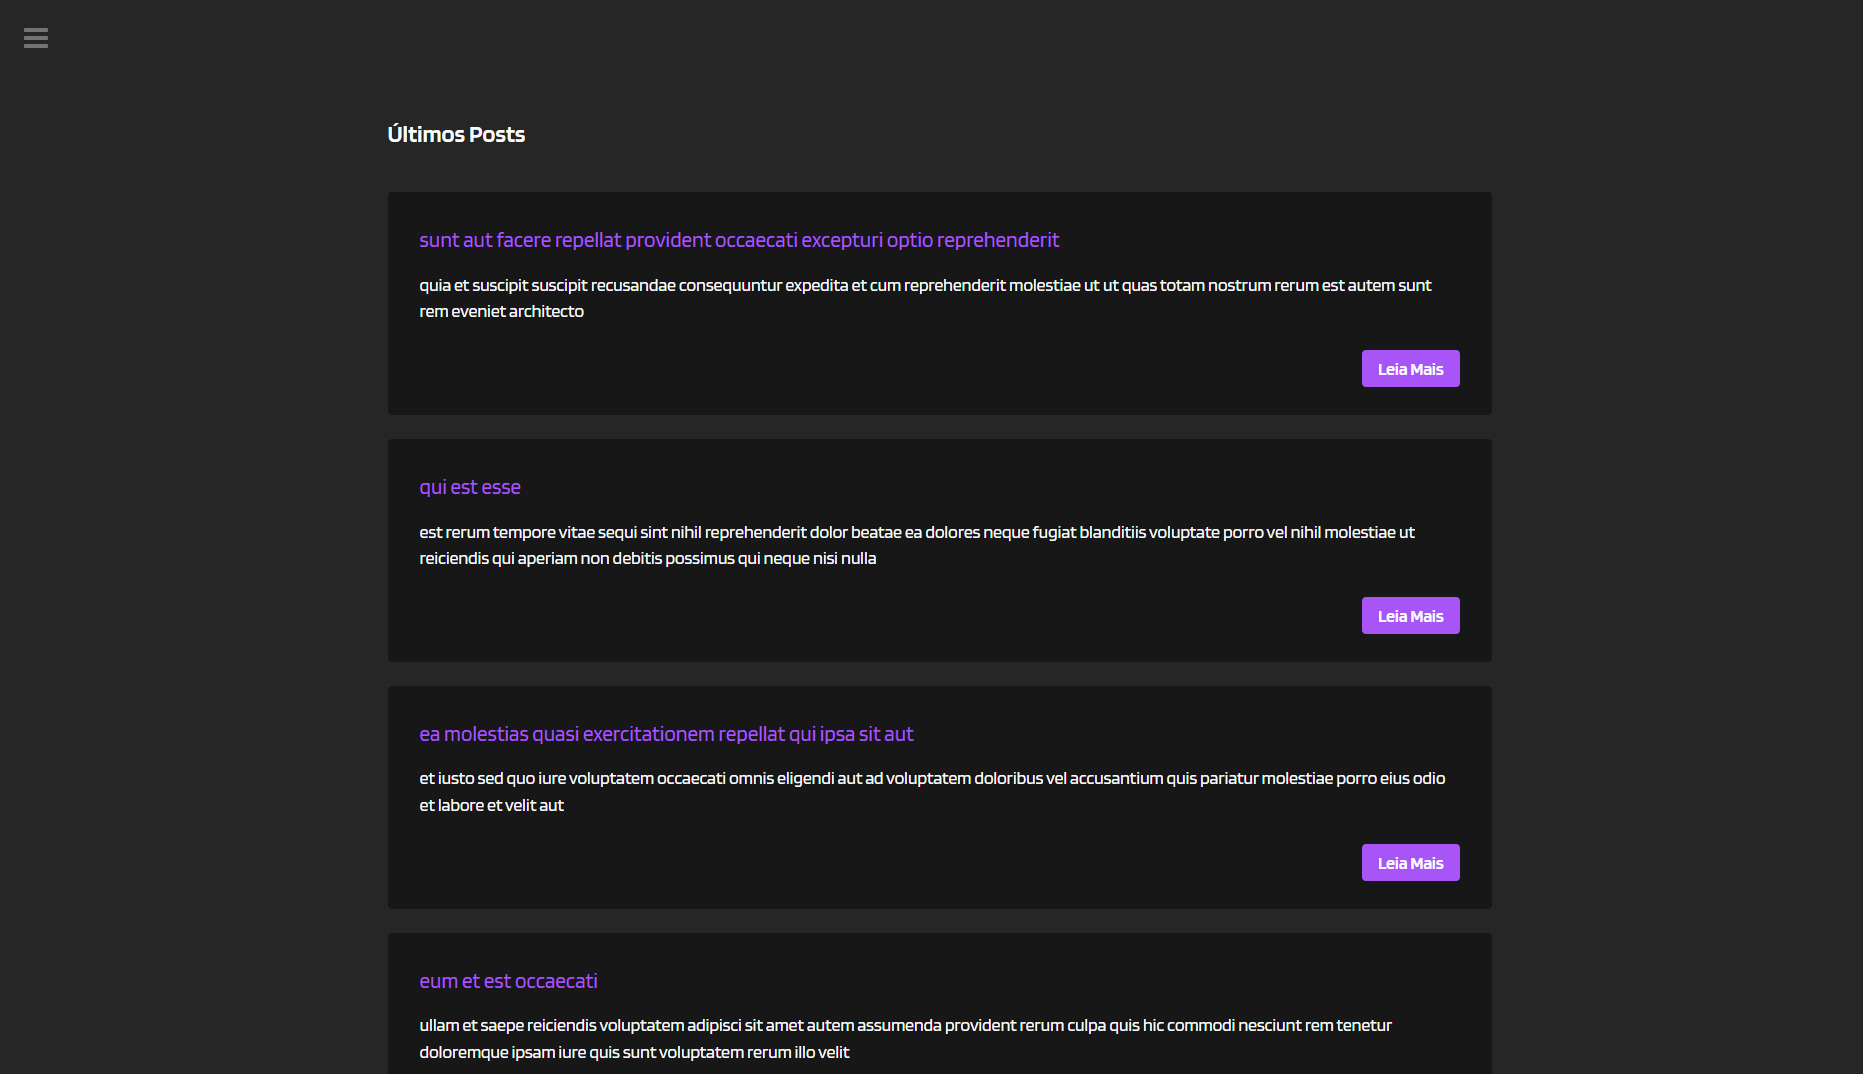 Últimos Posts
sunt aut facere repellat provident occaecati excepturi optio reprehenderit
quia et suscipit suscipit recusandae consequuntur expedita et cum reprehenderit molestiae ut ut quas totam nostrum rerum est autem sunt
rem eveniet architecto
Leia Mais
qui est esse
est rerum tempore vitae sequi sint nihil reprehenderit dolor beatae ea dolores neque fugiat blanditiis voluptate porro vel nihil molestiae ut
reiciendis qui aperiam non debitis possimus qui neque nisi nulla
Leia Mais
ea molestias quasi exercitationem repellat qui ipsa sit aut
et iusto sed quo iure voluptatem occaecati omnis eligendi aut ad voluptatem doloribus vel accusantium quis pariatur molestiae porro eius odio
et labore et velit aut
Leia Mais
eum et est occaecati
ullam et saepe reiciendis voluptatem adipisci sit amet autem assumenda provident rerum culpa quis hic commodi nesciunt rem tenetur
doloremque ipsam iure quis sunt voluptatem rerum illo velit